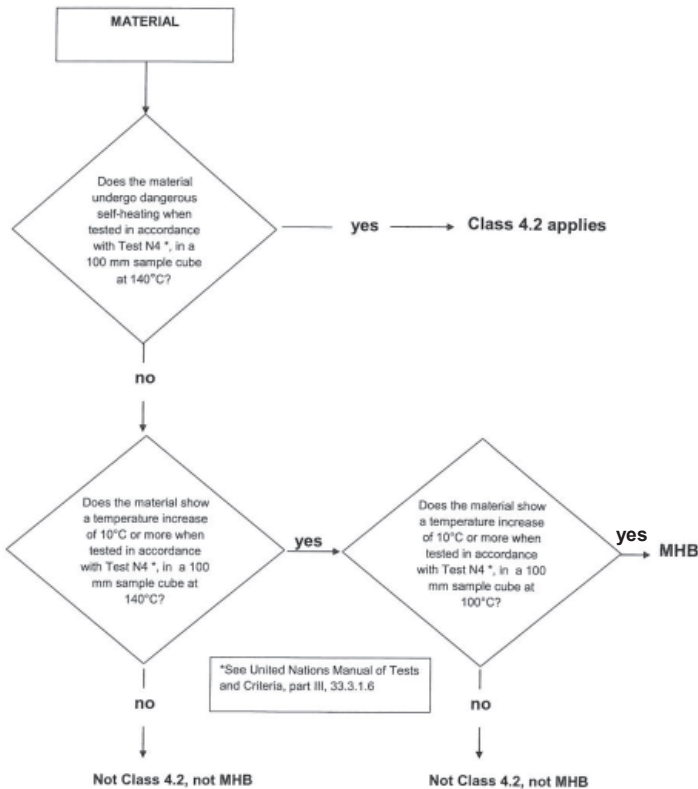 MATERIAL
Does the material
undergo dangerous
self-heating when
tested in accordance
with Test N4 *, in a
100 mm sample cube
at 140°C?
yes
Class 4.2 applies
no
Does the material show
a temperature increase
of 10°C or more when
tested in accordance
with Test N4 *, in a 100
mm sample cube at
140°C?
yes
Does the material show
a temperature increase
of 10°C or more when
tested in accordance
with Test N4 *, in a 100
mm sample cube at
100°C?
yes
MHB
*See United Nations Manual of Tests
and Criteria, part III, 33.3.1.6
no
no
Not Class 4.2, not MHB
Not Class 4.2, not MHB